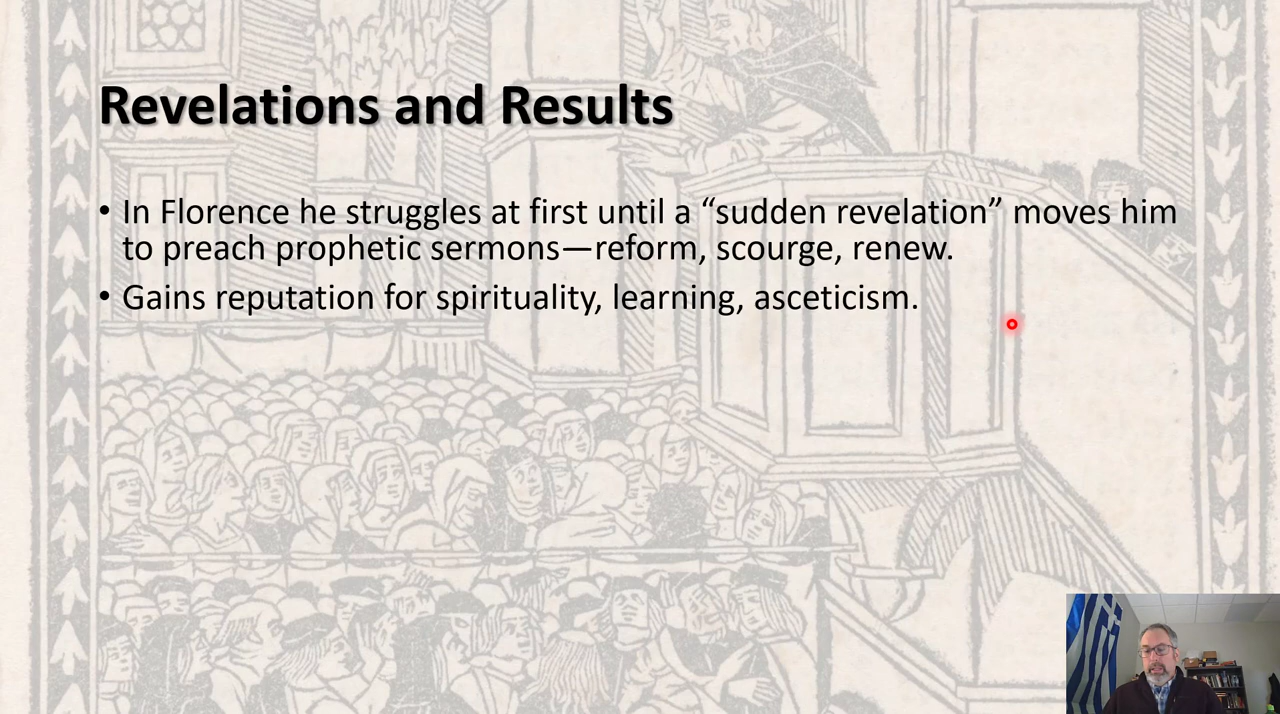 Revelations and Results
• In Florence he struggles at first until a “sudden revelation” moves him
to preach prophetic sermons—reform, scourge, renew.
• Gains reputation for spirituality, learning, asceticism.